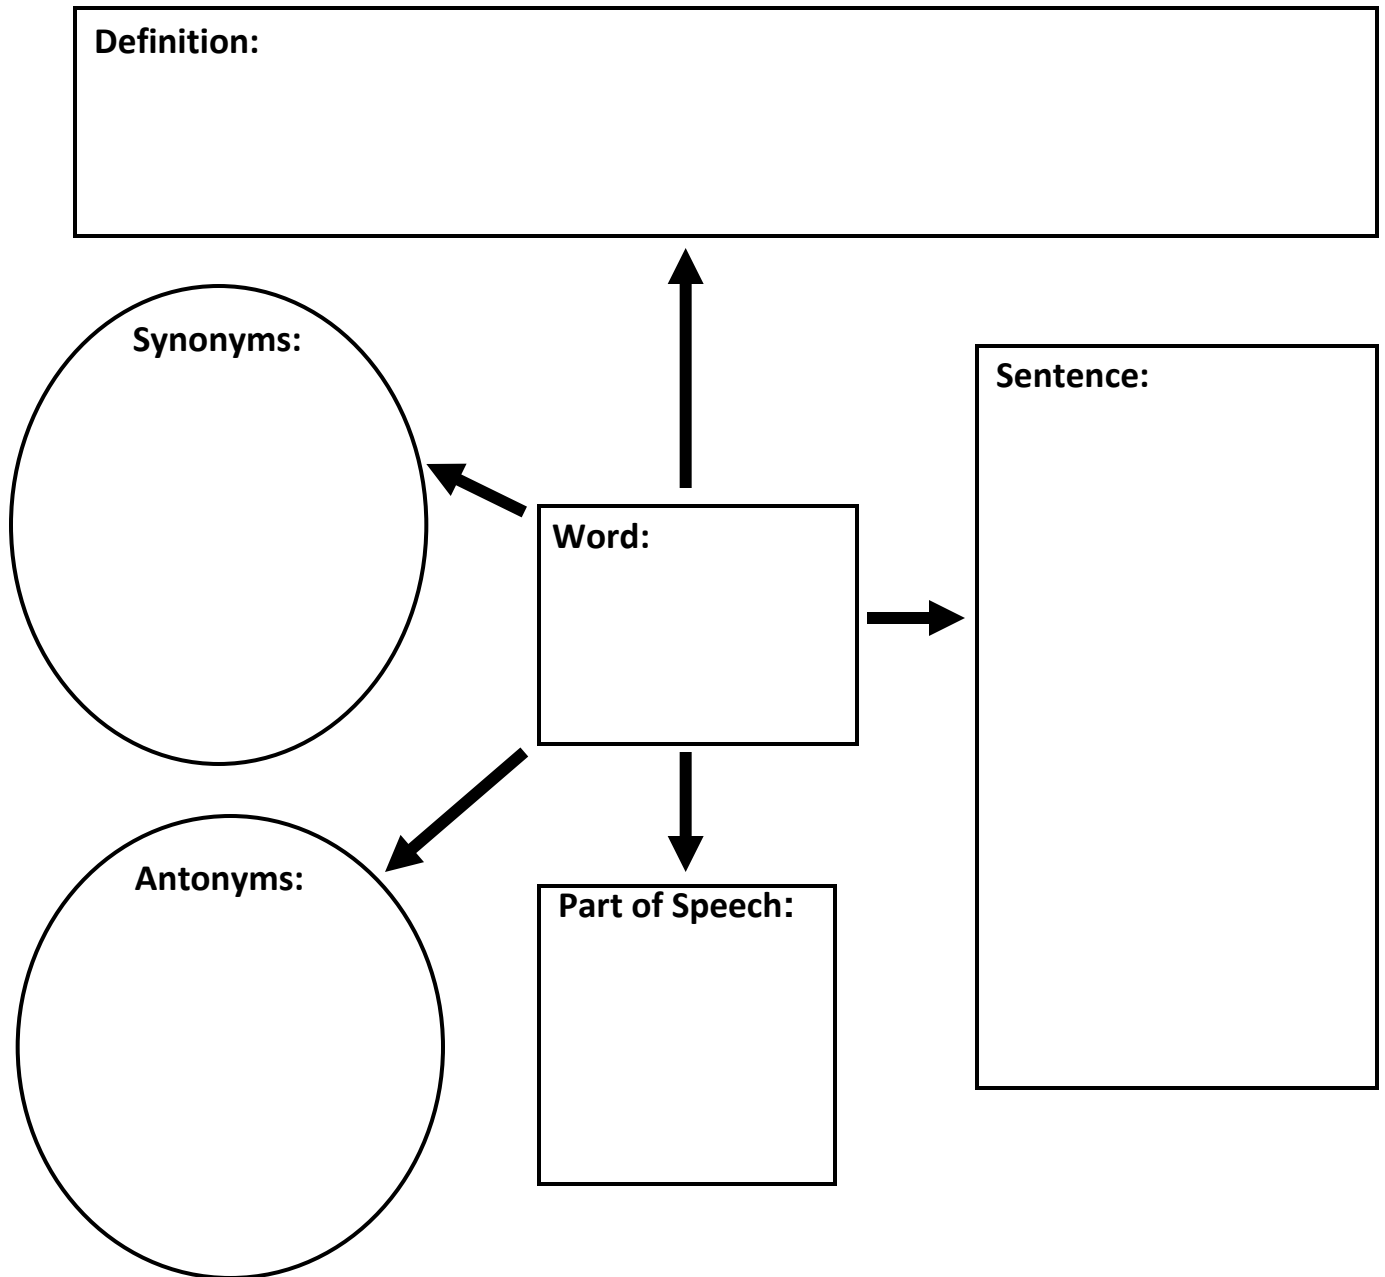 Definition:
Synonyms:
Sentence:
Word:
Antonyms:
Part of Speech: